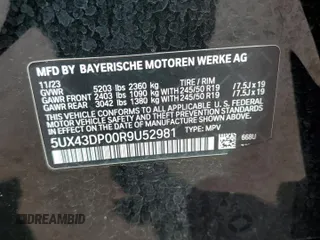 MFD BY BAYERISCHE MOTOREN WERKE AG
11/23 TIRE / RIM
GVWR 5203 lbs 2360 kg
GAWR FRONT 2403 lbs 1090 kg WITH 245/50 R19 /7.5J x 19
GAWR REAR 3042 lbs 1380 kg WITH 245/50 R19 /7.5J x 19
THIS VEHICLE CONFORMS TO ALL APPLICABLE
FEDERAL MOTOR VEHICLE SAFETY
STANDARDS IN EFFECT ON THE DATE OF
MANUFACTURE SHOWN ABOVE.
5UX43DP00R9U52981
TYPE: MPV
668U
© DREAMBID